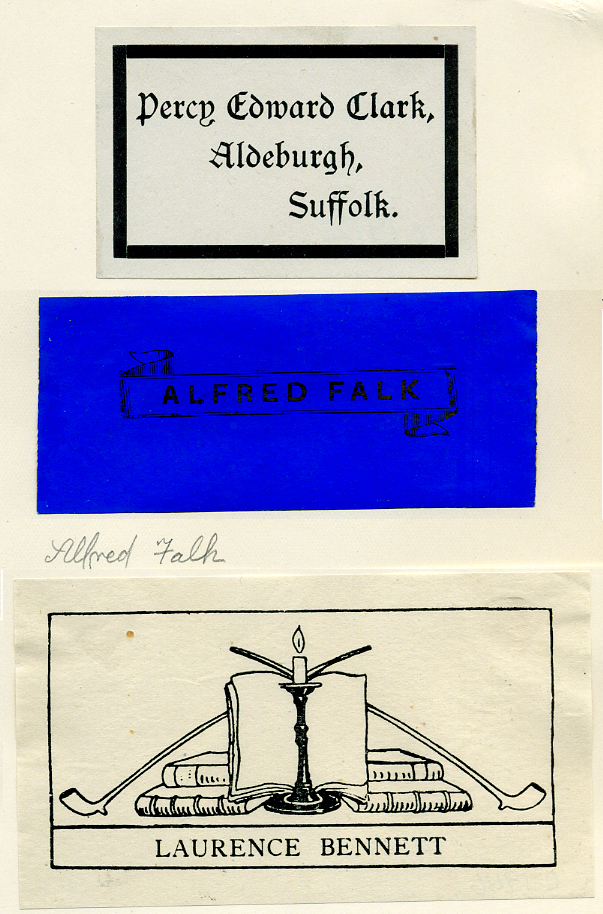 Percy Edward Clark,
Aldeburgh,
Suffolk.
ALFRED FALK
Alfred Falk
LAURENCE BENNETT